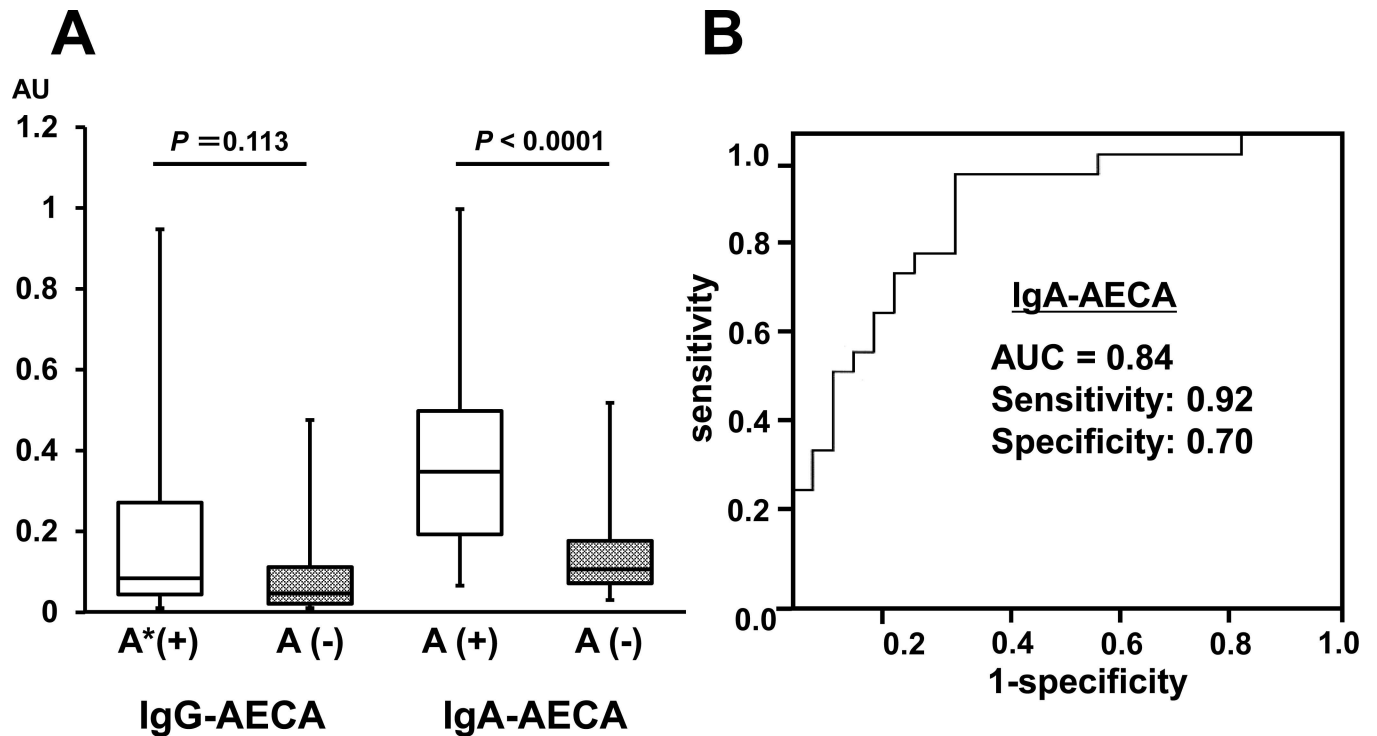 A
AU
1.2
1
0.8
0.6
0.4
0.2
0
P =0.113
P < 0.0001
A*(+)
A (-)
A (+)
A (-)
IgG-AECA
IgA-AECA
B
sensitivity
1.0
0.8
0.6
0.4
0.2
0.0
IgA-AECA
AUC = 0.84
Sensitivity: 0.92
Specificity: 0.70
0.2
0.4
0.6
0.8
1.0
1-specificity